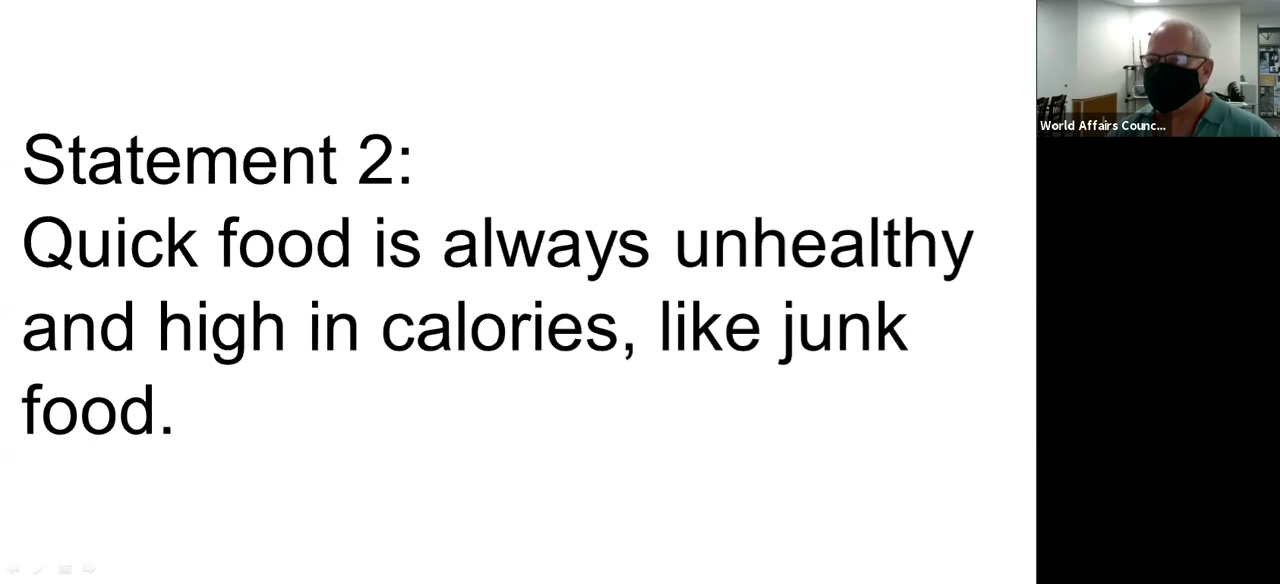 Statement 2:
Quick food is always unhealthy
and high in calories, like junk
food.
World Affairs Counc...